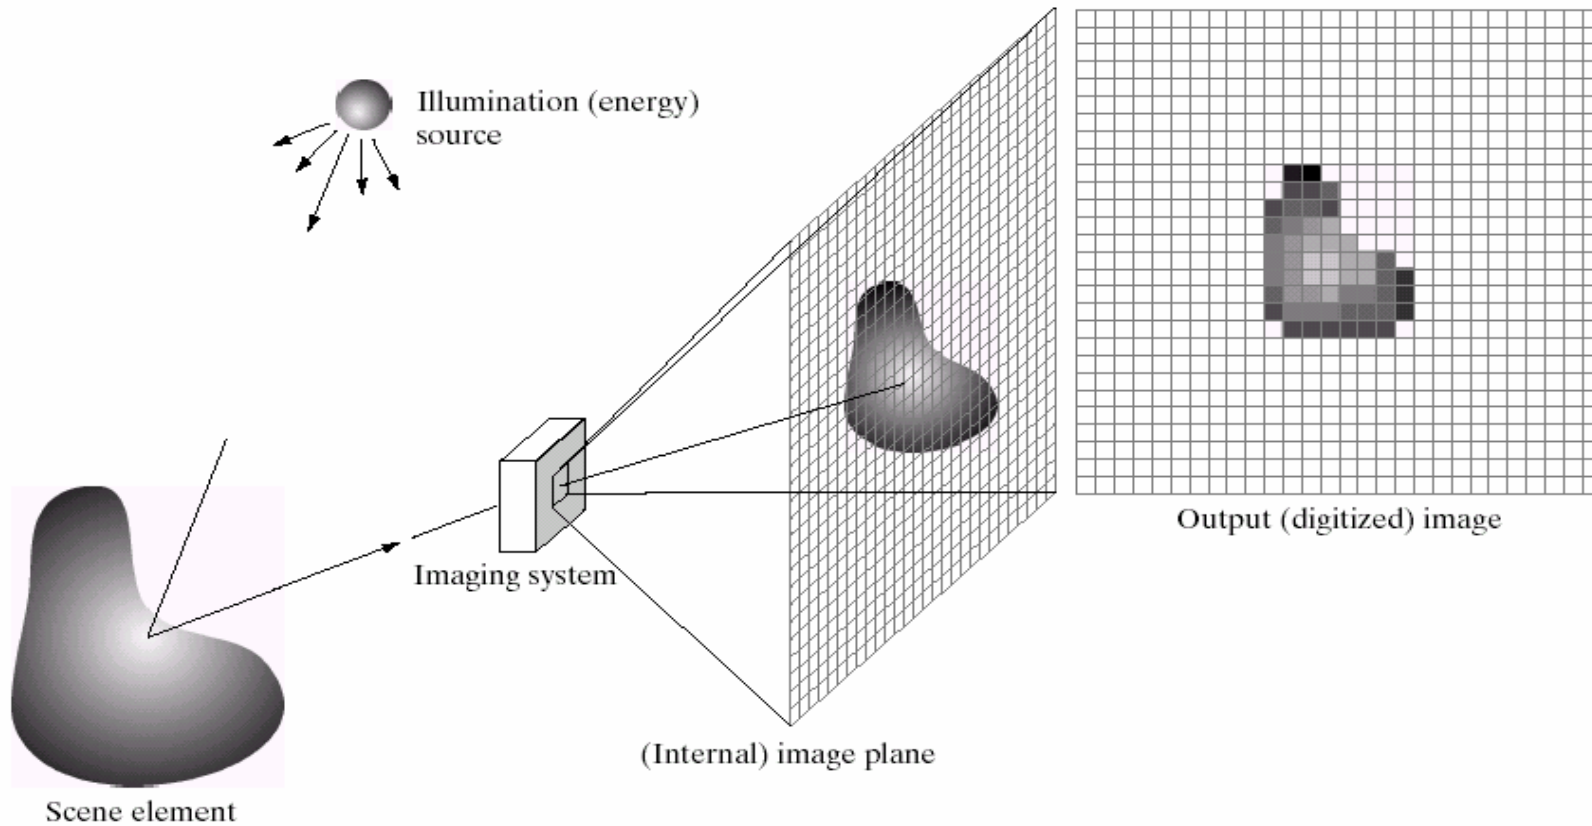 Illumination (energy)
source
Output (digitized) image
Imaging system
(Internal) image plane
Scene element